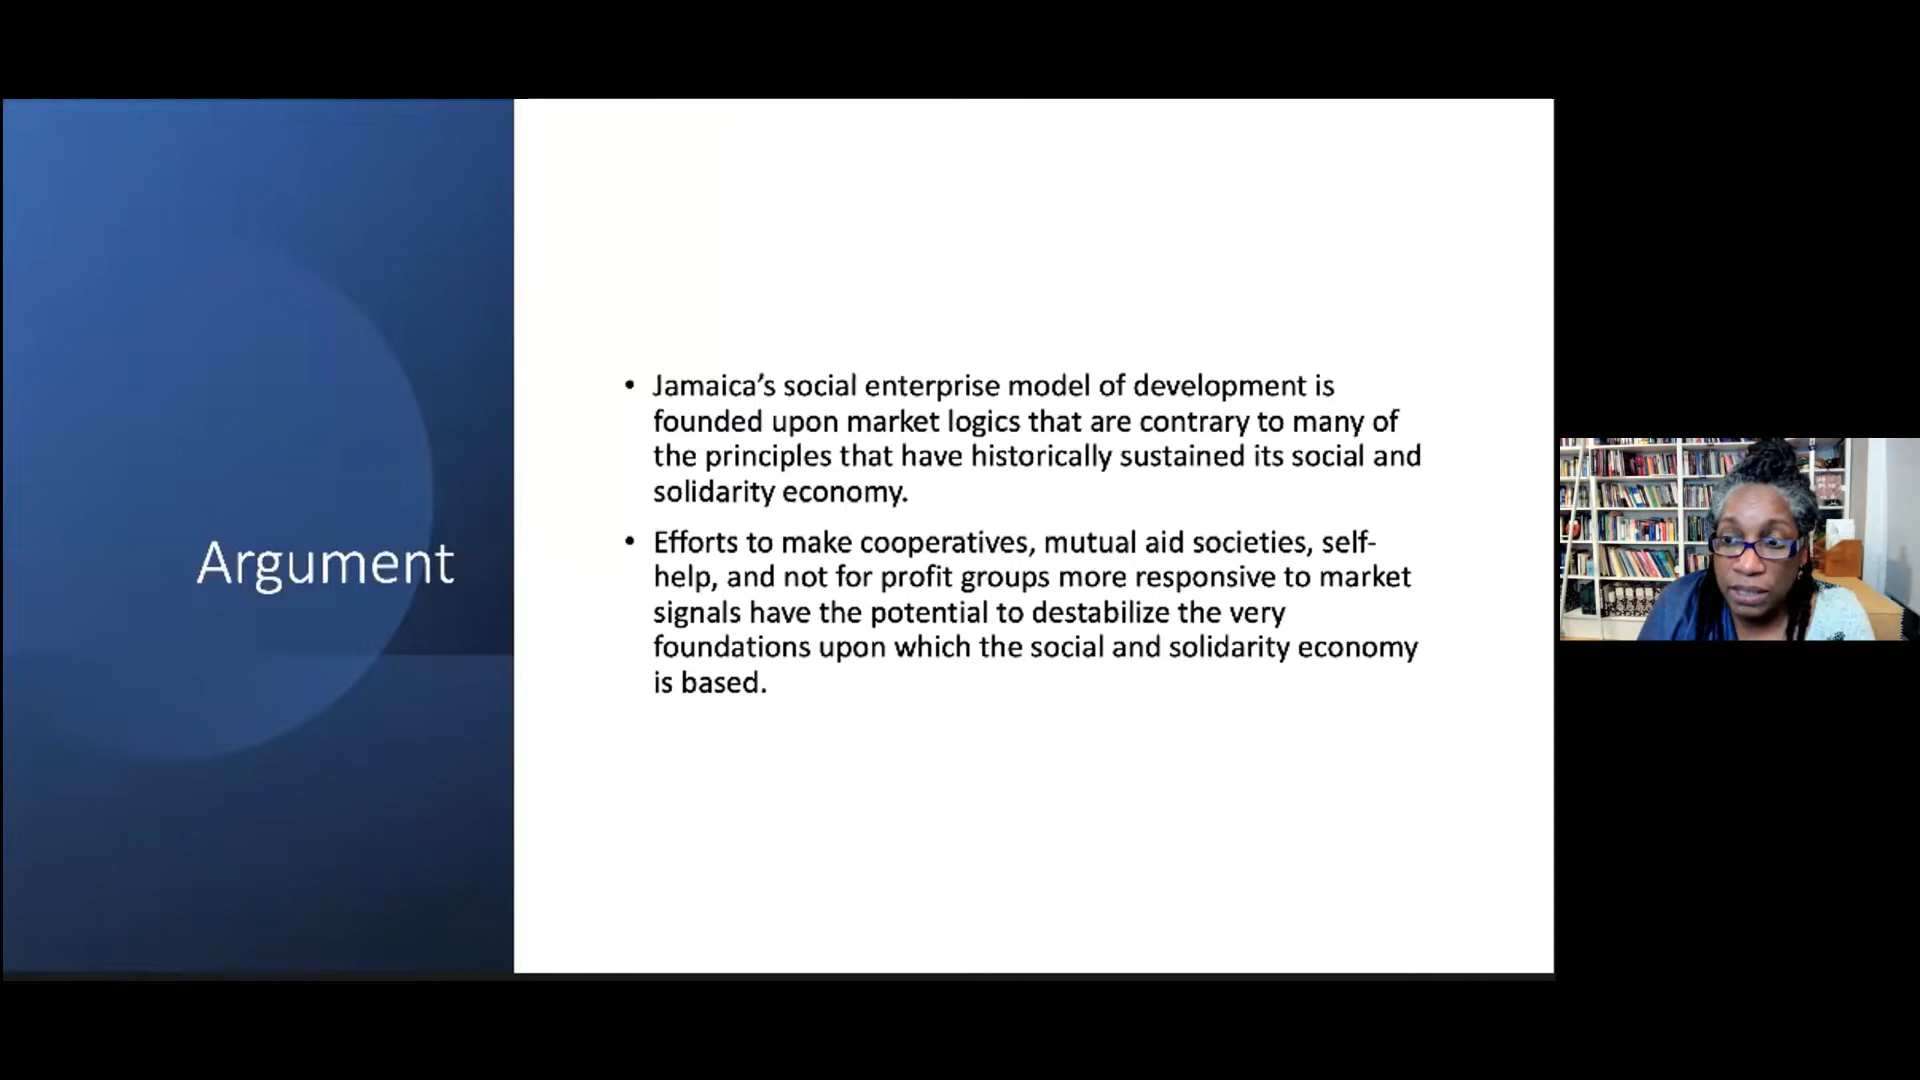 Argument
• Jamaica’s social enterprise model of development is
founded upon market logics that are contrary to many of
the principles that have historically sustained its social and
solidarity economy.
• Efforts to make cooperatives, mutual aid societies, self-
help, and not for profit groups more responsive to market
signals have the potential to destabilize the very
foundations upon which the social and solidarity economy
is based.